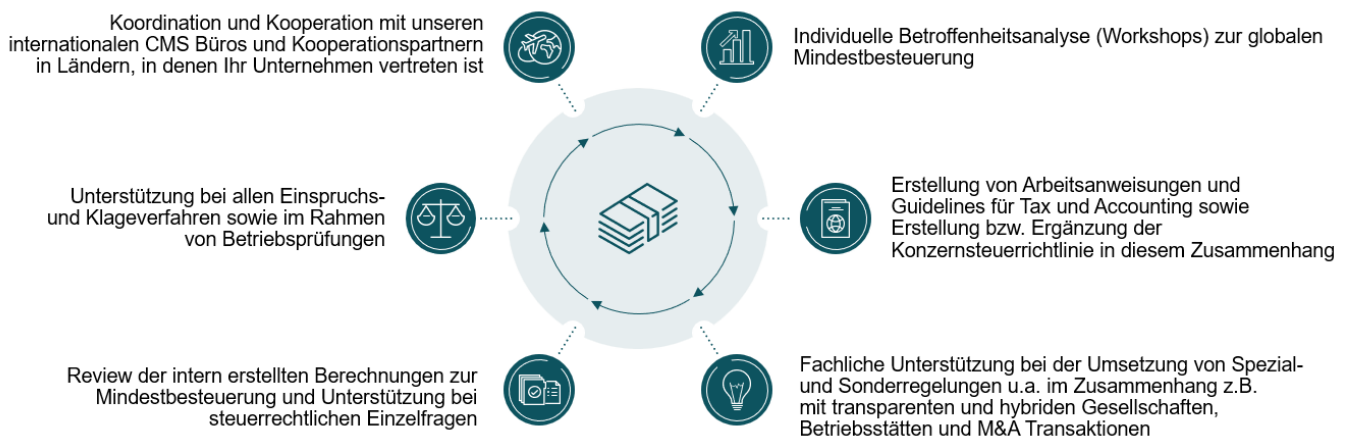 Koordination und Kooperation mit unseren
internationalen CMS Büros und Kooperationspartnern
in Ländern, in denen Ihr Unternehmen vertreten ist
Individuelle Betroffenheitsanalyse (Workshops) zur globalen
Mindestbesteuerung
Unterstützung bei allen Einspruchs-
und Klageverfahren sowie im Rahmen
von Betriebsprüfungen
Erstellung von Arbeitsanweisungen und
Guidelines für Tax und Accounting sowie
Erstellung bzw. Ergänzung der
Konzernsteuerrichtlinie in diesem Zusammenhang
Review der intern erstellten Berechnungen zur
Mindestbesteuerung und Unterstützung bei
steuerrechtlichen Einzelfragen
Fachliche Unterstützung bei der Umsetzung von Spezial-
und Sonderregelungen u.a. im Zusammenhang z.B.
mit transparenten und hybriden Gesellschaften,
Betriebsstätten und M&A Transaktionen